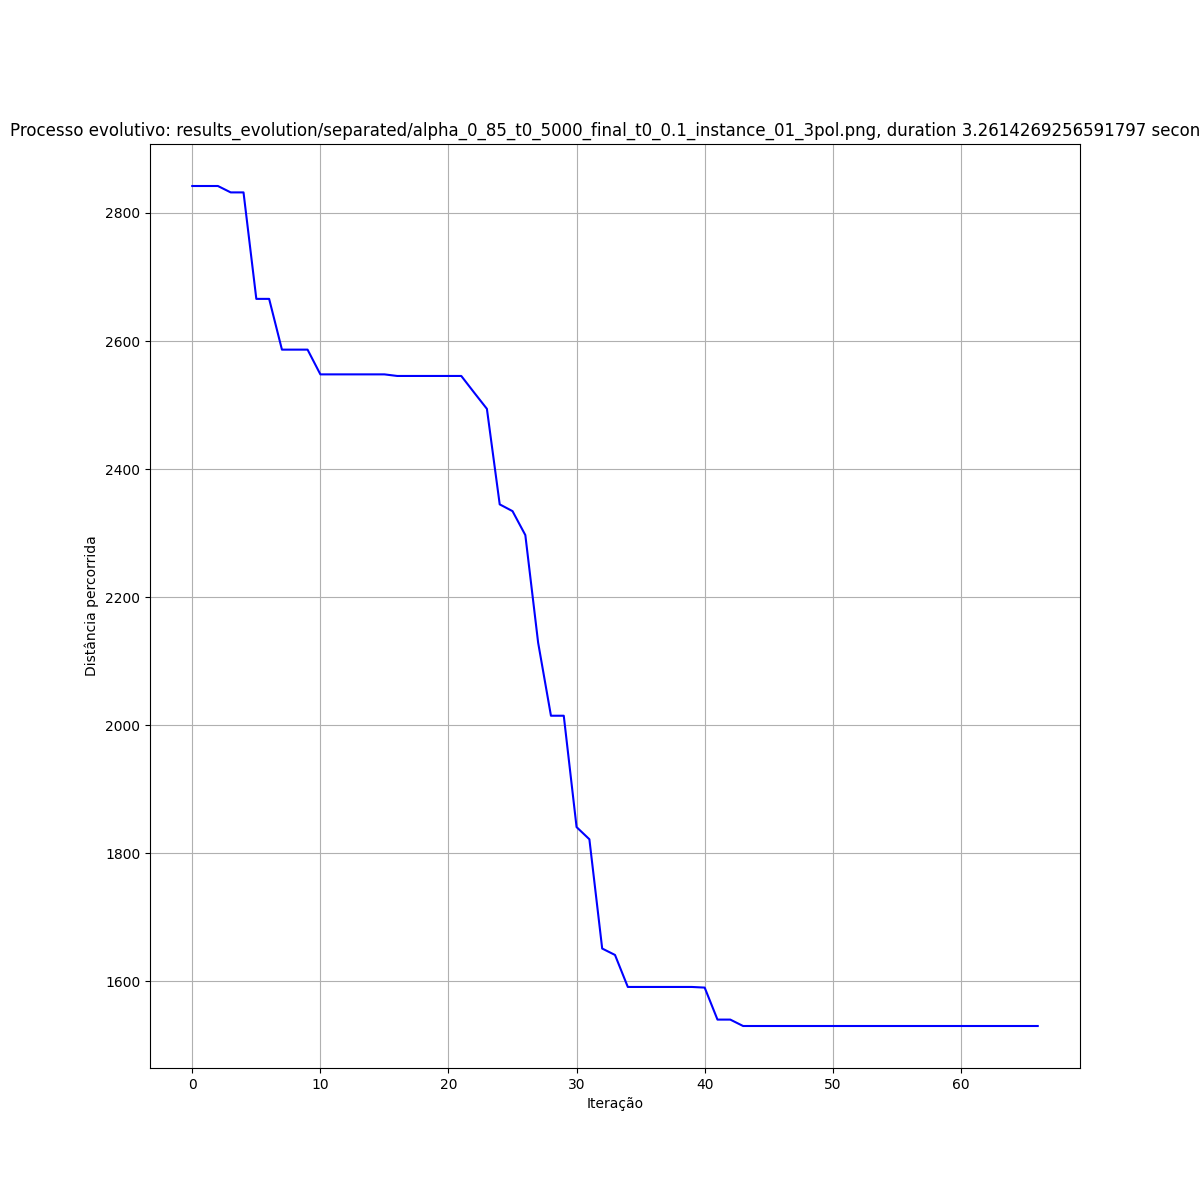 Processo evolutivo: results_evolution/separated/alpha_0_85_t0_5000_final_t0_0.1_instance_01_3pol.png, duration 3.2614269256591797 secon
2800
2600
2400
2200
2000
1800
1600
Distância percorrida
0 10 20 30 40 50 60
Iteração